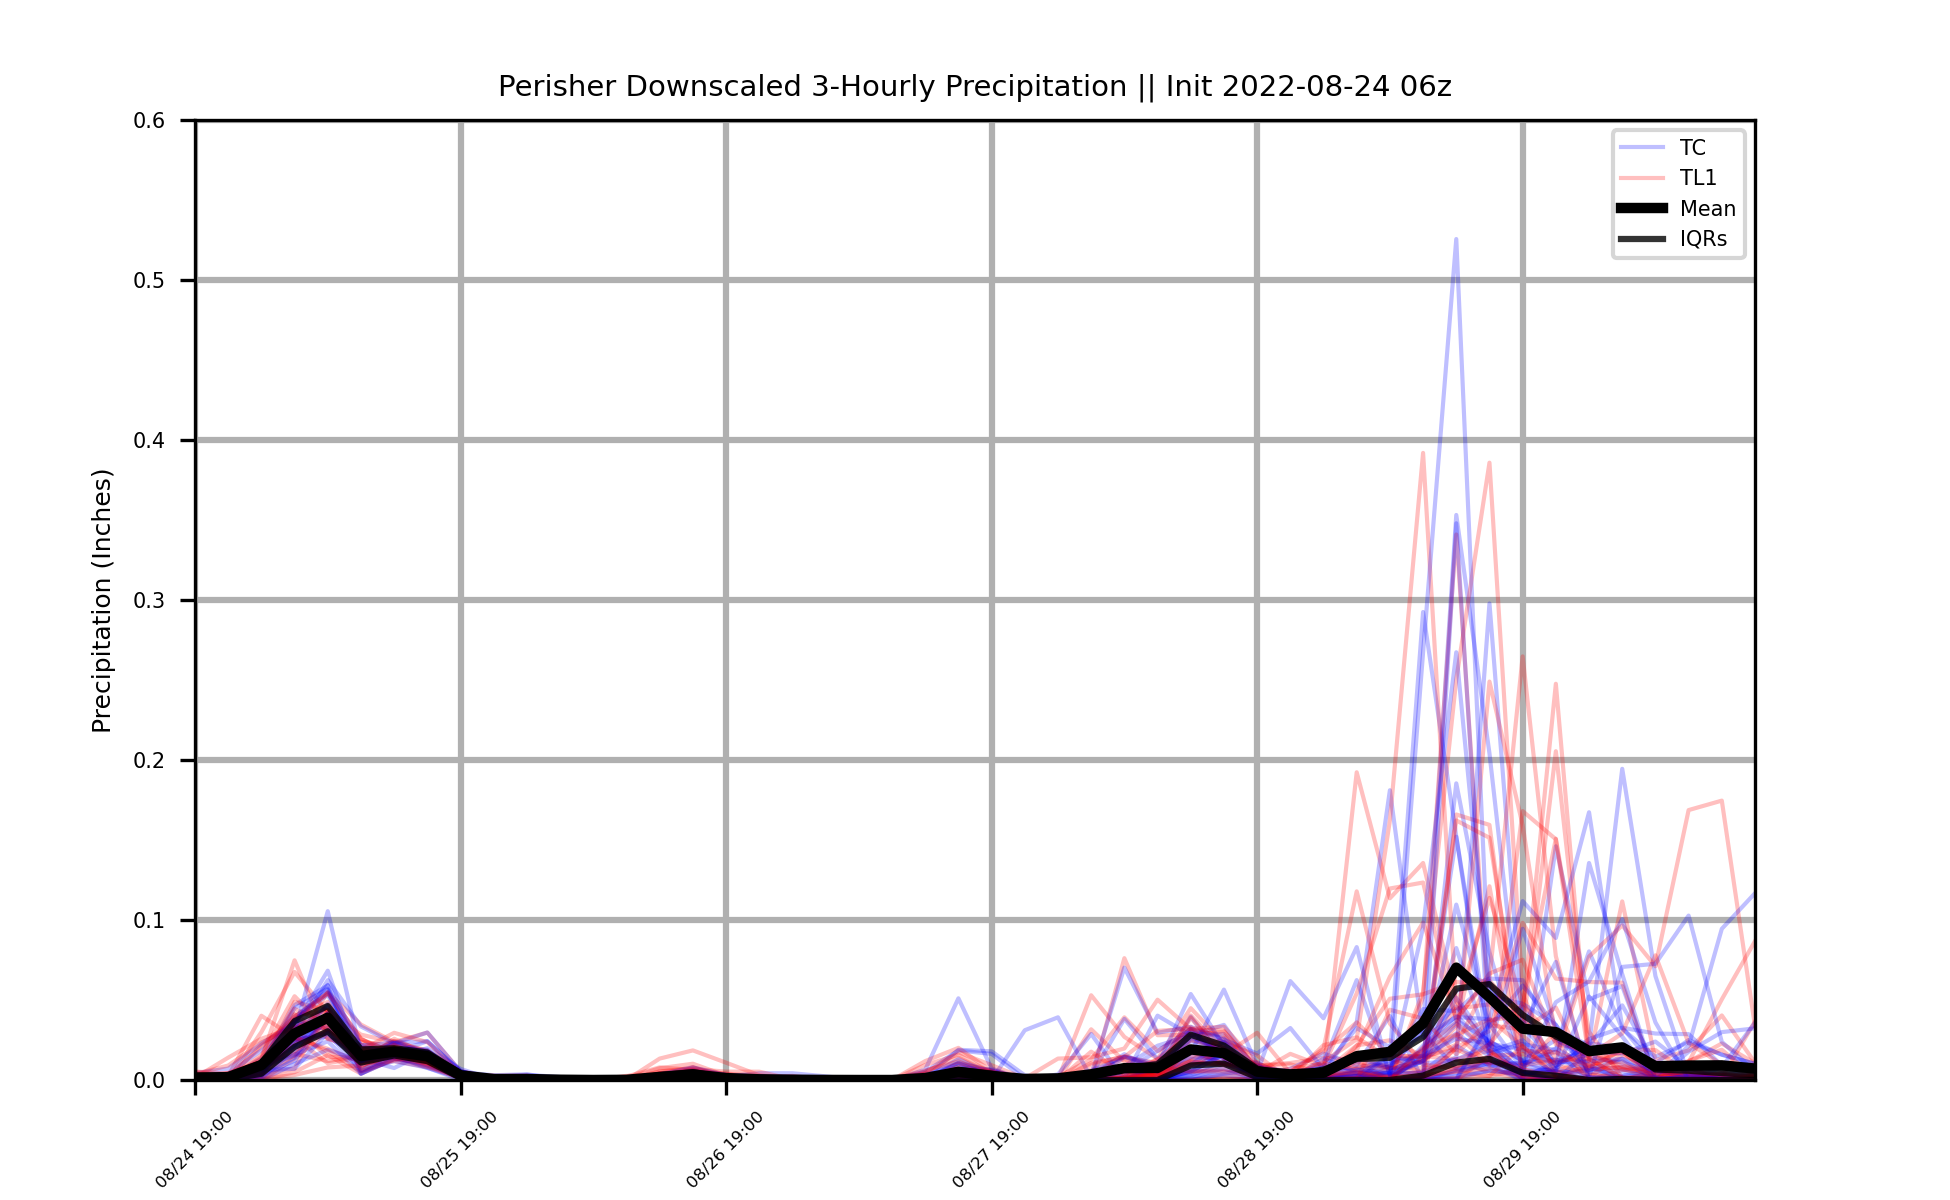 Perisher Downscaled 3-Hourly Precipitation || Init 2022-08-24 06z
TC
TL1
Mean
IQRs
Precipitation (Inches)
0.6
0.5
0.4
0.3
0.2
0.1
0.0
08/24 19:00
08/25 19:00
08/26 19:00
08/27 19:00
08/28 19:00
08/29 19:00